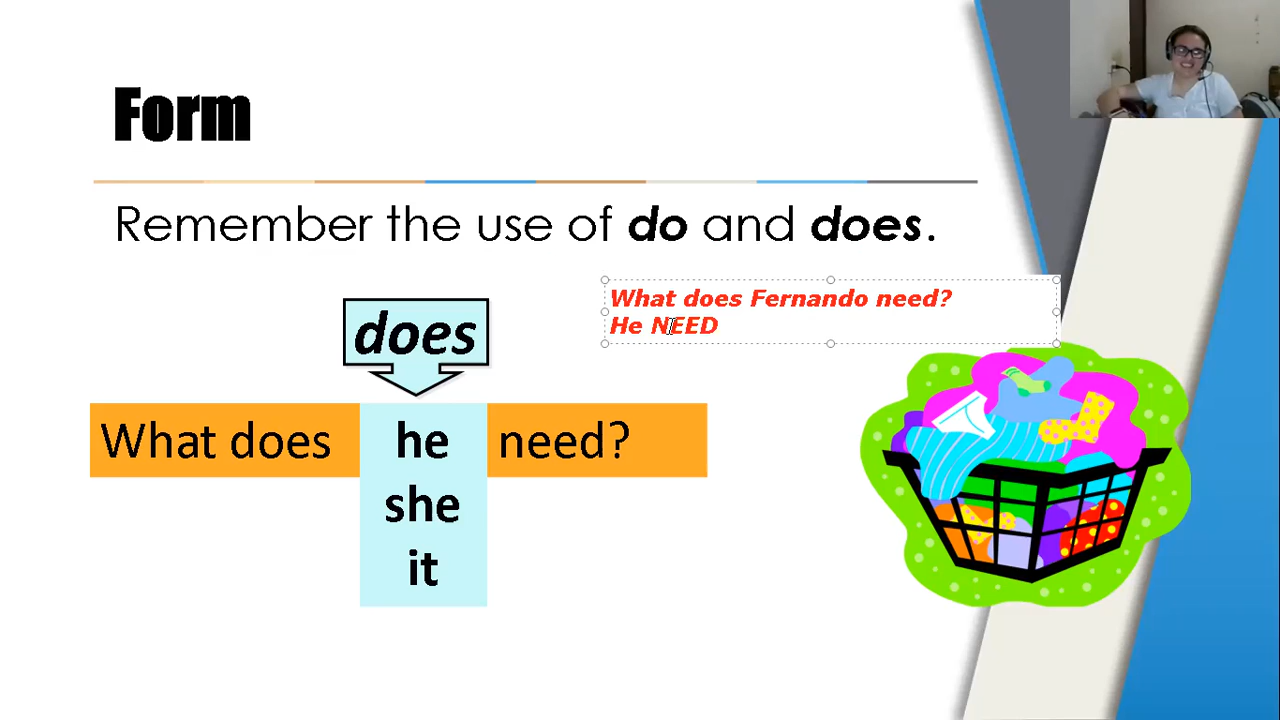 Form
Remember the use of do and does.
What does Fernando need?
He NEED
does
What does he need?
she
it